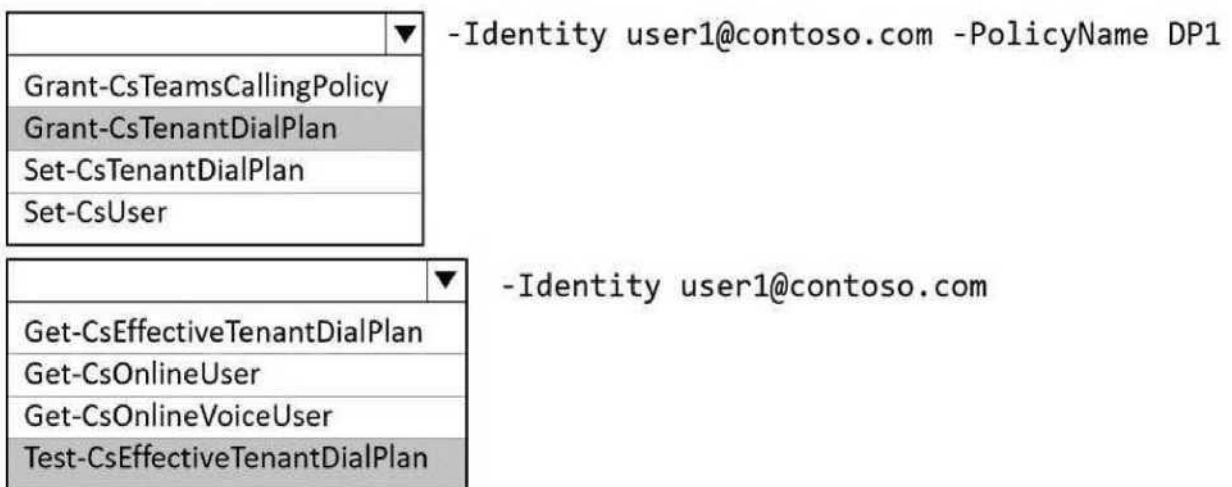 ▼ -Identity user1@contoso.com -PolicyName DP1
Grant-CsTeamsCallingPolicy
Grant-CsTenantDialPlan
Set-CsTenantDialPlan
Set-CsUser
▼ -Identity user1@contoso.com
Get-CsEffectiveTenantDialPlan
Get-CsOnlineUser
Get-CsOnlineVoiceUser
Test-CsEffectiveTenantDialPlan